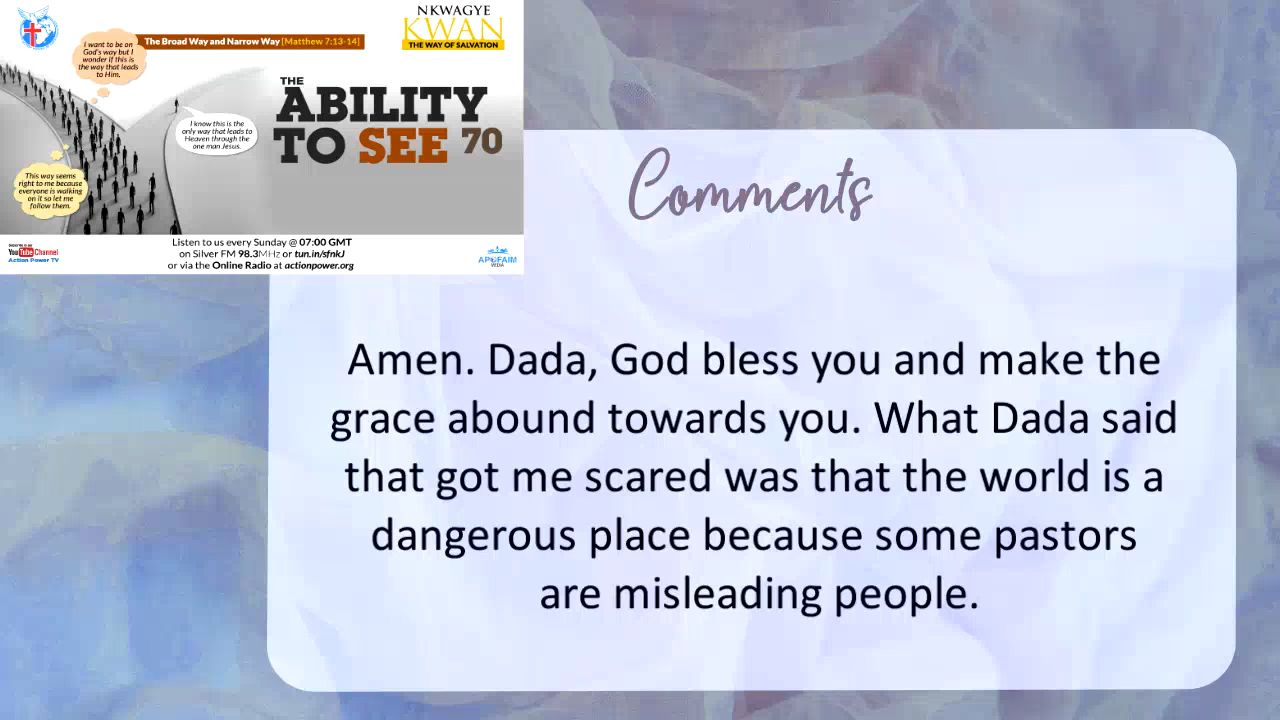 NKWAGYE
KWAN
THE WAY OF SALVATION
The Broad Way and Narrow Way [Matthew 7:13-14]
I want to be on
God's way but I
wonder if this is
the way that leads
to Him.
THE
ABILITY
TO SEE 70
I know this is the
only way that leads to
Heaven through the
one man Jesus.
This way seems
right to me because
everyone is walking
on it so let me
follow them.
YouTube Channel
Action Power TV
Listen to us every Sunday @ 07:00 GMT
on Silver FM 98.3MHz or tun.in/sfnkJ
or via the Online Radio at actionpower.org
APOFAIM
WDA
Comments
Amen. Dada, God bless you and make the
grace abound towards you. What Dada said
that got me scared was that the world is a
dangerous place because some pastors
are misleading people.